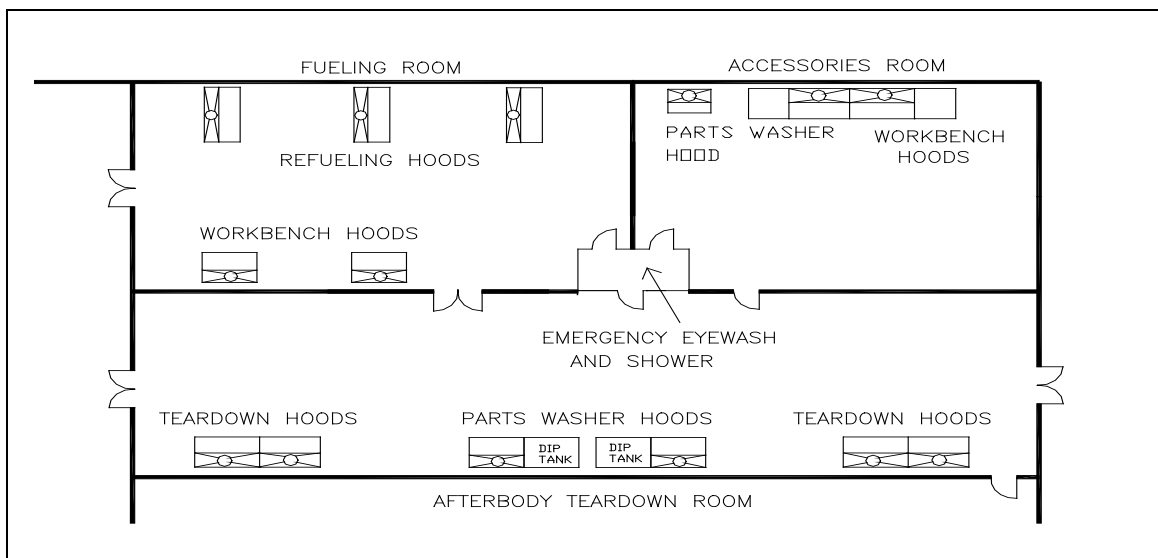 FUELING ROOM
ACCESSORIES ROOM
REFUELING HOODS
PARTS WASHER
HOOD
WORKBENCH
HOODS
WORKBENCH HOODS
EMERGENCY EYEWASH
AND SHOWER
TEARDOWN HOODS
PARTS WASHER HOODS
TEARDOWN HOODS
DIP
TANK
DIP
TANK
AFTERBODY TEARDOWN ROOM